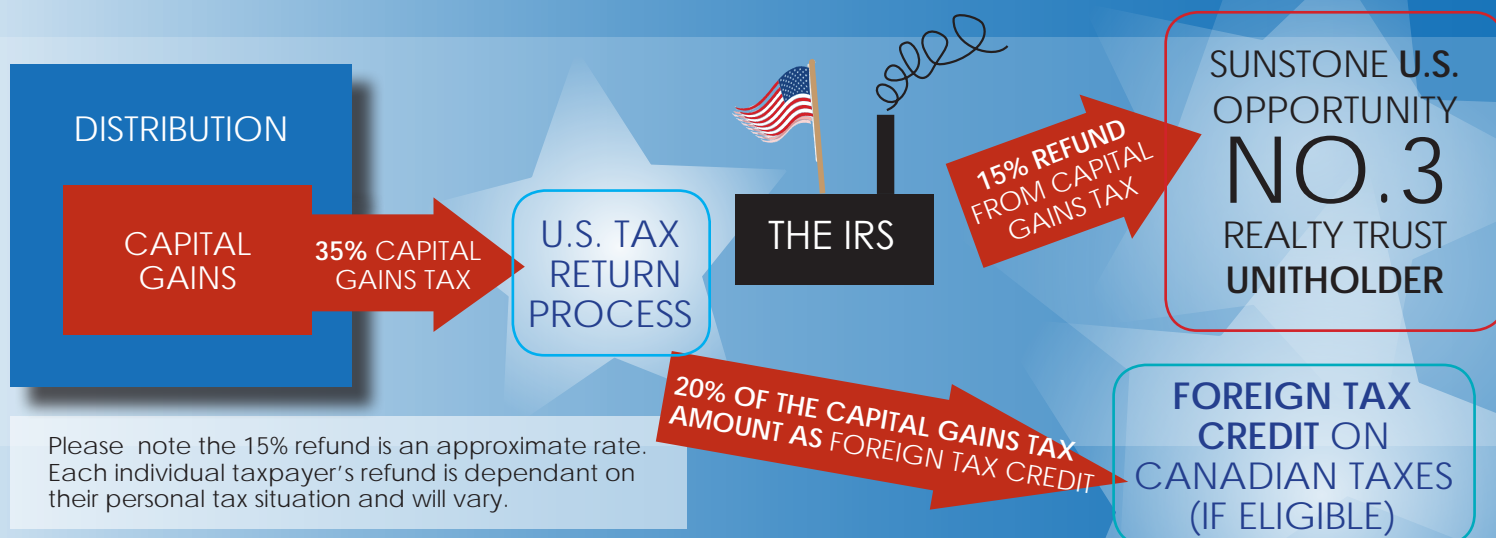 DISTRIBUTION
CAPITAL
GAINS
35% CAPITAL
GAINS TAX
U.S. TAX
RETURN
PROCESS
THE IRS
15% REFUND
FROM CAPITAL
GAINS TAX
SUNSTONE U.S.
OPPORTUNITY
NO.3
REALTY TRUST
UNITHOLDER
20% OF THE CAPITAL GAINS TAX
AMOUNT AS FOREIGN TAX CREDIT
FOREIGN TAX
CREDIT ON
CANADIAN TAXES
(IF ELIGIBLE)
Please note the 15% refund is an approximate rate.
Each individual taxpayer's refund is dependant on
their personal tax situation and will vary.